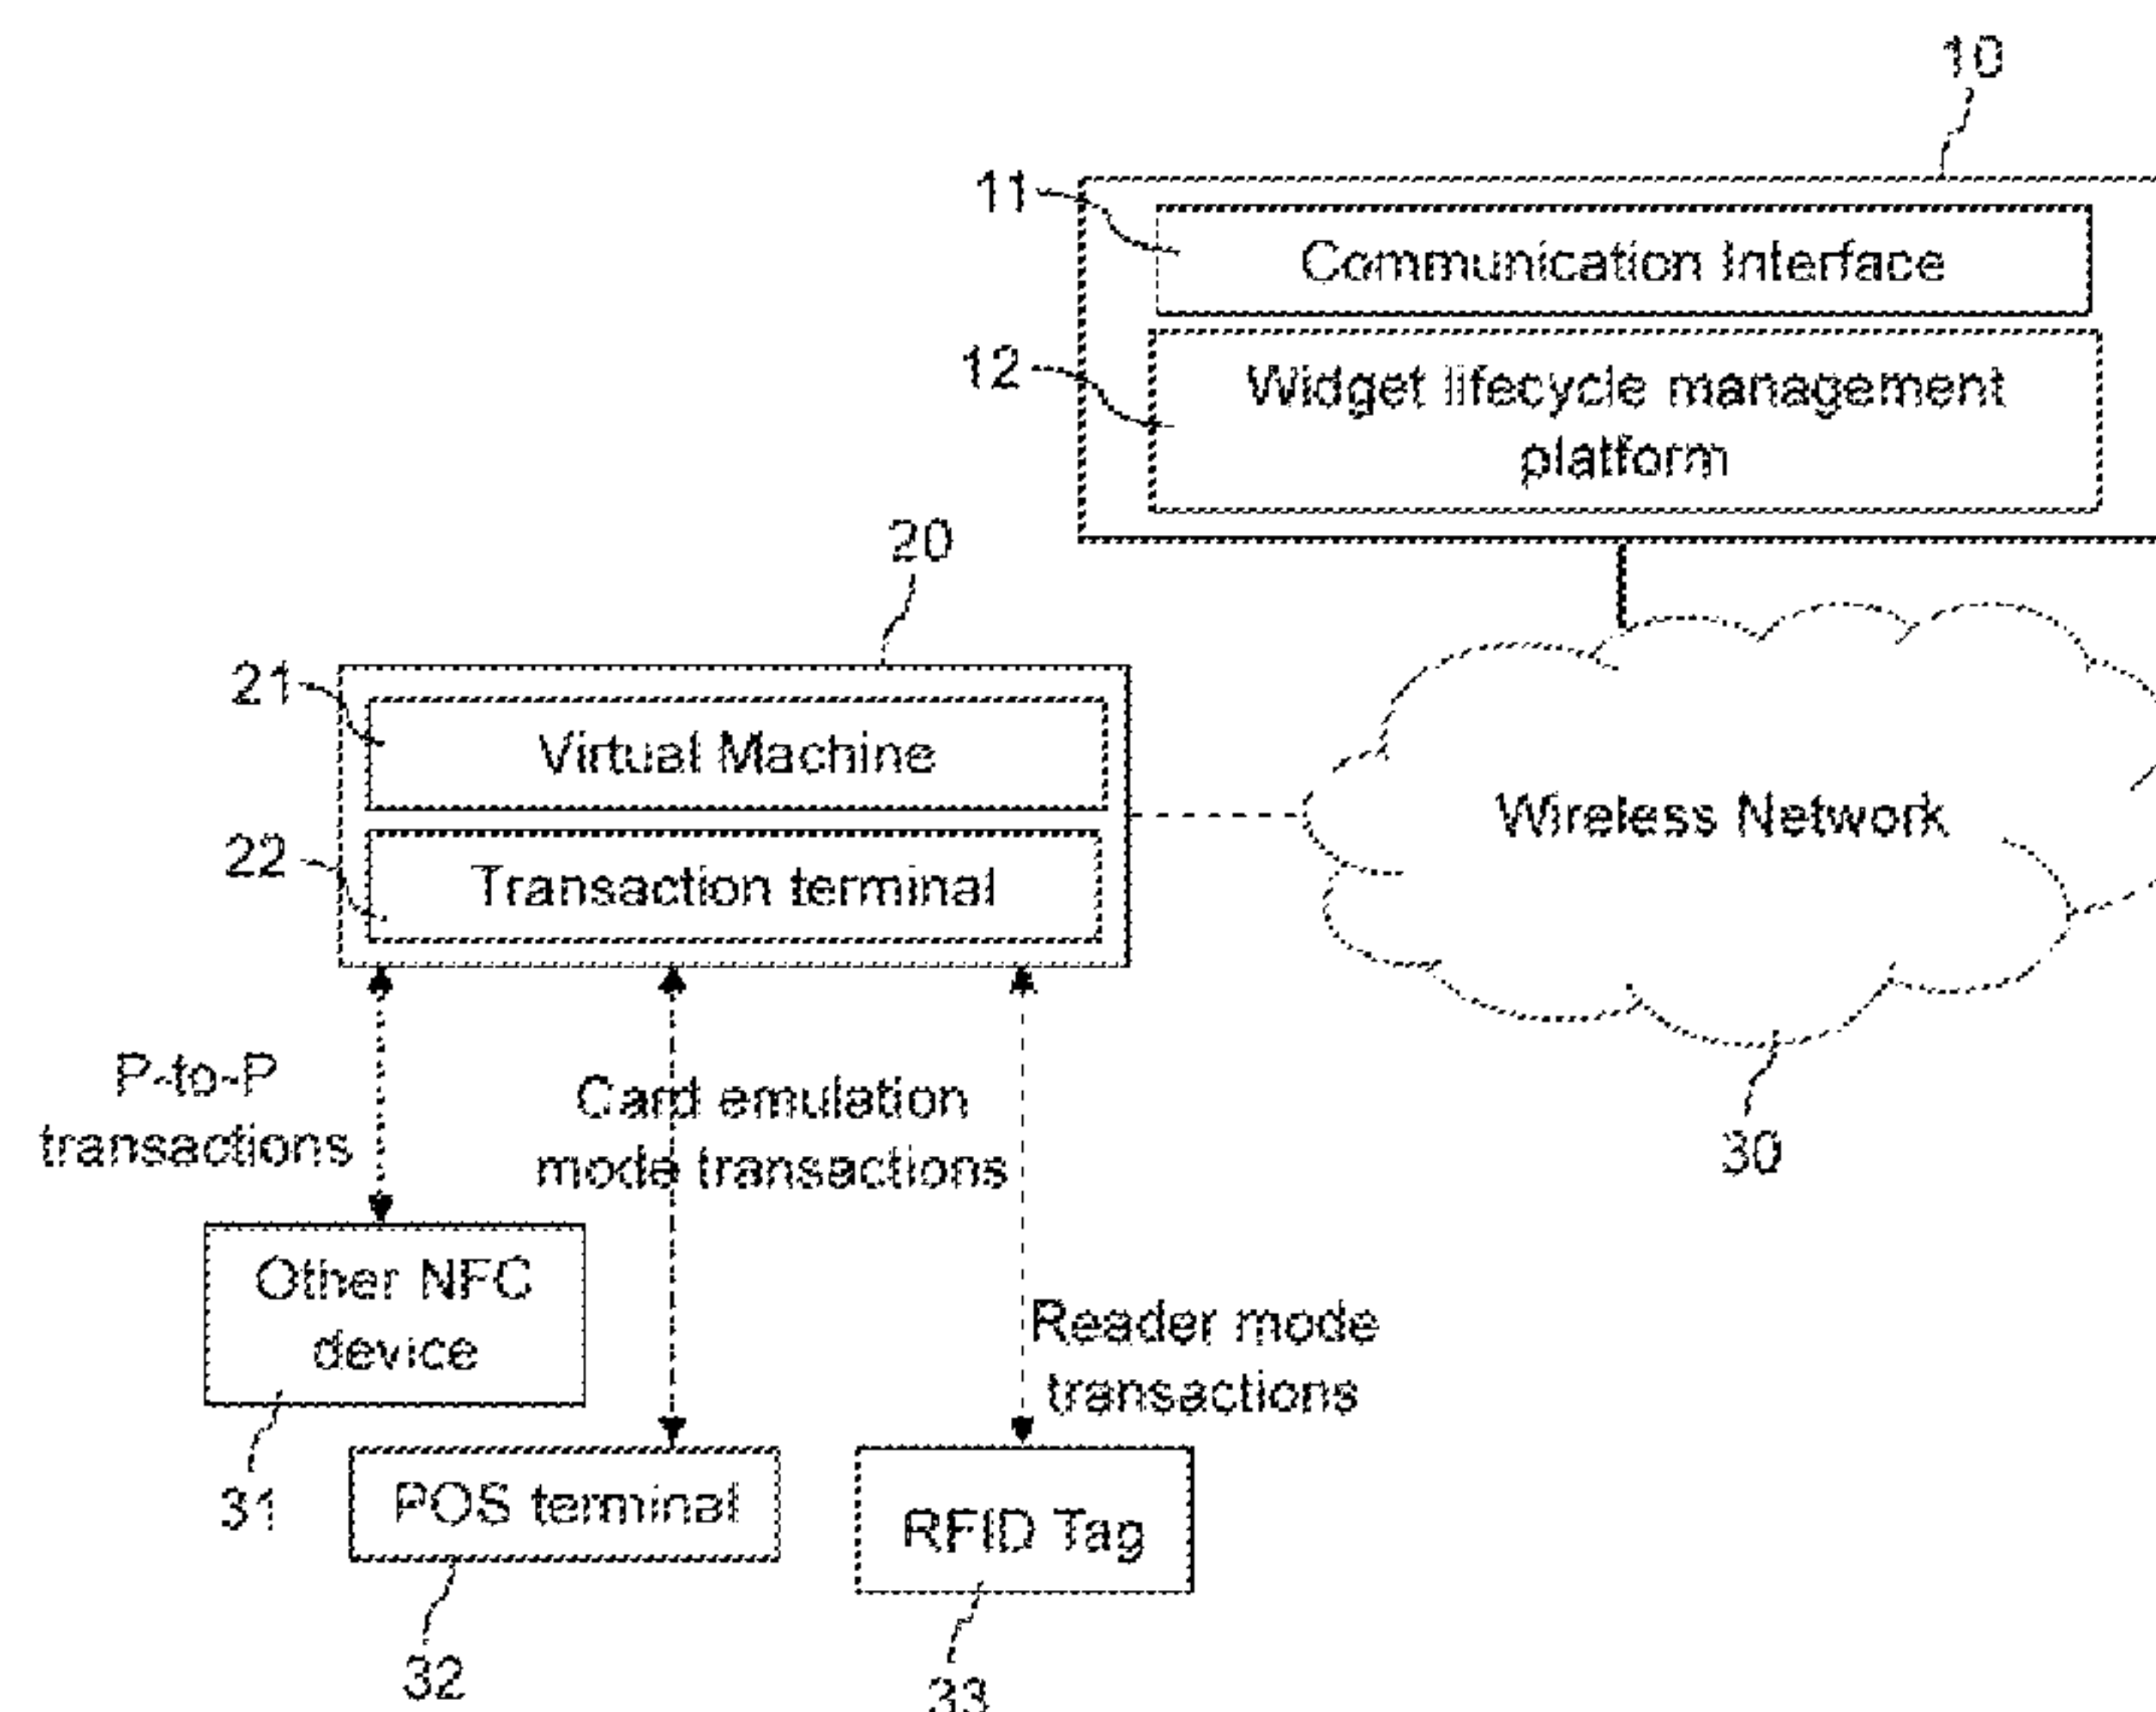 10
11
Communication Interface
12
Widget lifecycle management
platform
20
21
Virtual Machine
22
Transaction terminal
Wireless Network
P-to-P
transactions
Card emulation
mode transactions
30
Other NFC
device
Reader mode
transactions
31
POS terminal
RFID Tag
32
33